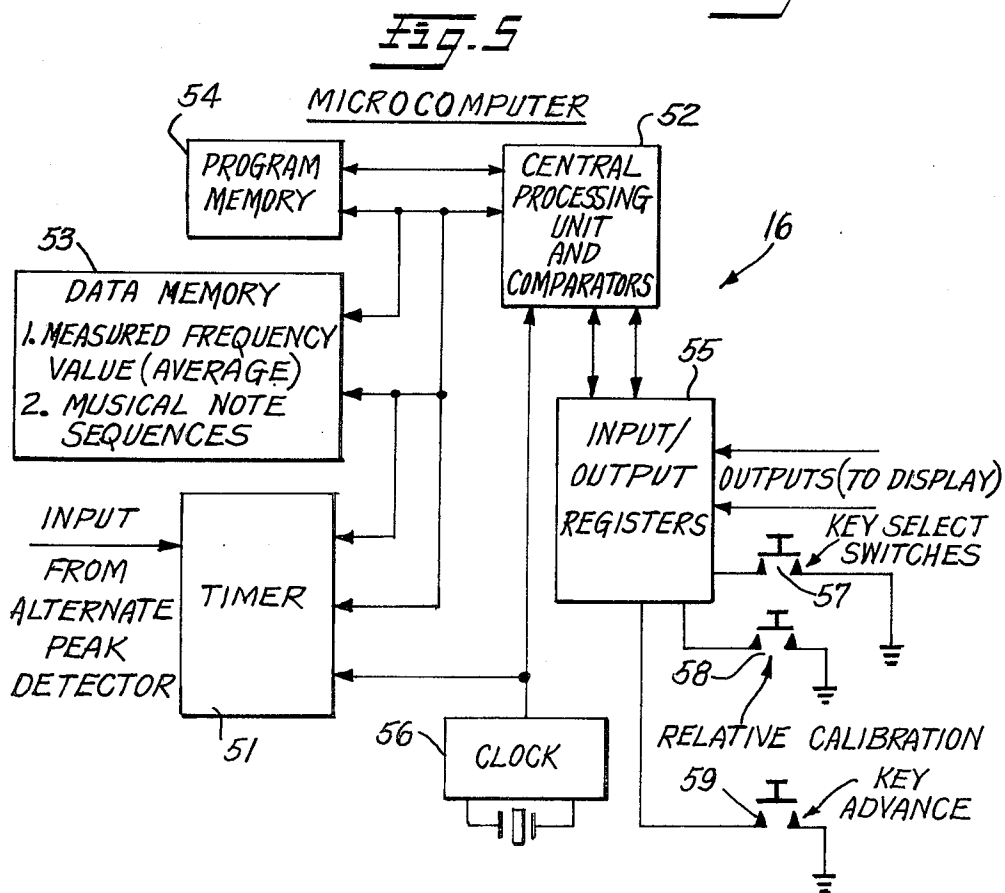 Fig. 5
MICROCOMPUTER
54
PROGRAM
MEMORY
52
CENTRAL
PROCESSING
UNIT
AND
COMPARATORS
16
53
DATA MEMORY
1. MEASURED FREQUENCY
VALUE (AVERAGE)
2. MUSICAL NOTE
SEQUENCES
55
INPUT/
OUTPUT
REGISTERS
OUTPUTS (TO DISPLAY)
KEY SELECT
SWITCHES
57
INPUT
FROM
ALTERNATE
PEAK
DETECTOR
TIMER
51
58
RELATIVE CALIBRATION
56
CLOCK
59
KEY
ADVANCE